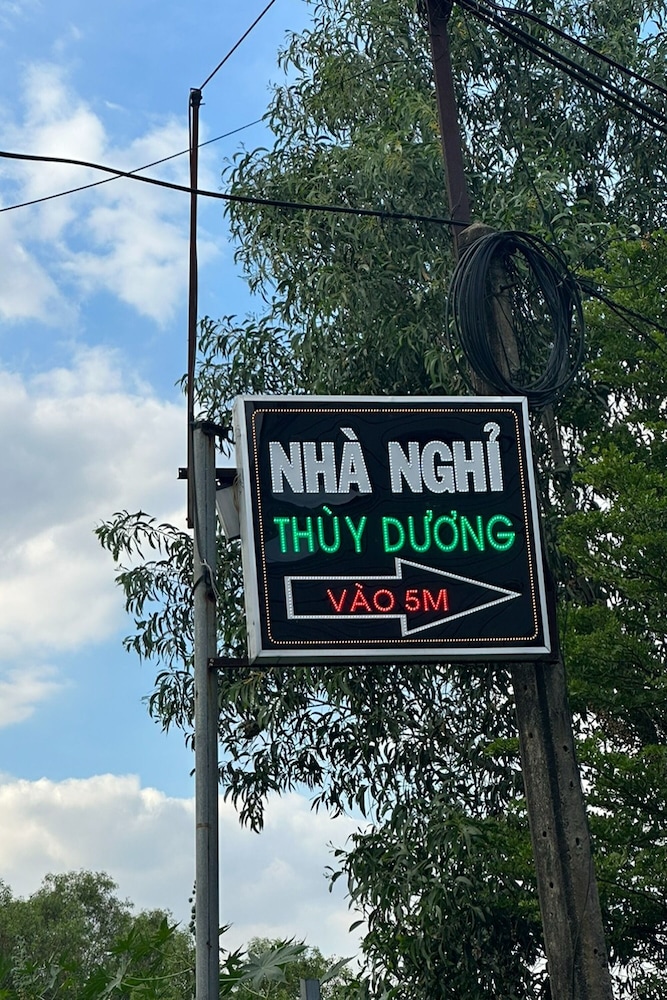 NHÀ NGHỈ
THÙY DƯƠNG
VÀO 5M